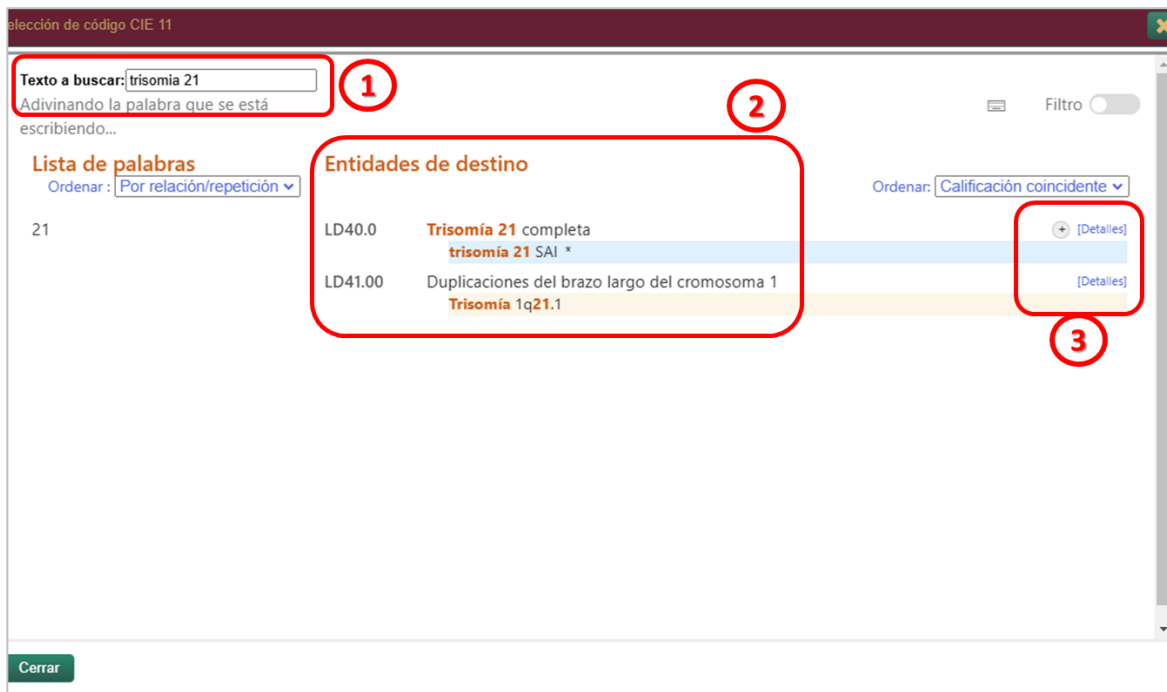 elección de código CIE 11
Texto a buscar: trisomia 21
1
Adivinando la palabra que se está
escribiendo...
2
Filtro
Lista de palabras
Ordenar : Por relación/repetición
Entidades de destino
Ordenar: Calificación coincidente
21
LD40.0 Trisomía 21 completa + [Detalles]
trisomía 21 SAI *
LD41.00 Duplicaciones del brazo largo del cromosoma 1 [Detalles]
Trisomía 1q21.1
3
Cerrar